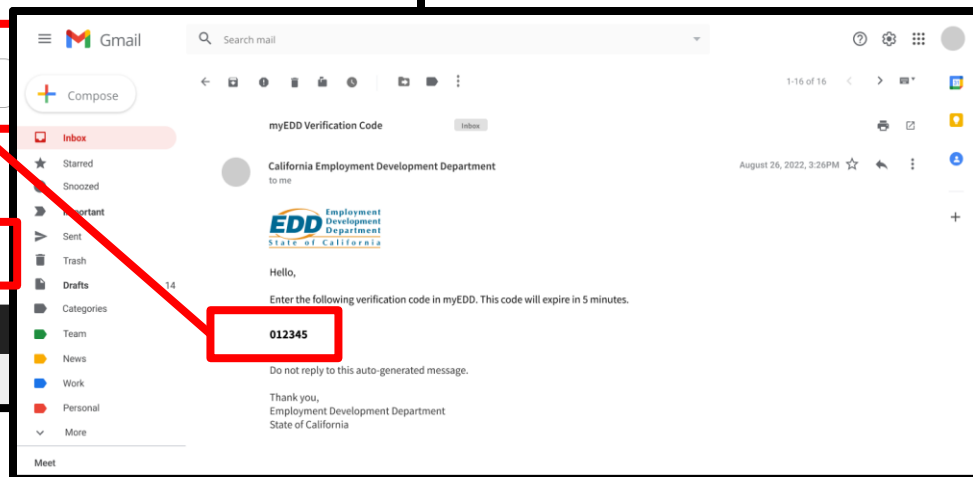 Gmail
Search mail
Compose
1-16 of 16
Inbox
Starred
Snoozed
Important
Sent
Trash
Drafts 14
Categories
Team
News
Work
Personal
More
Meet
myEDD Verification Code Inbox
California Employment Development Department August 26, 2022, 3:26PM
to me
EDD
Employment
Development
Department
State of California
Hello,
Enter the following verification code in myEDD. This code will expire in 5 minutes.
012345
Do not reply to this auto-generated message.
Thank you,
Employment Development Department
State of California